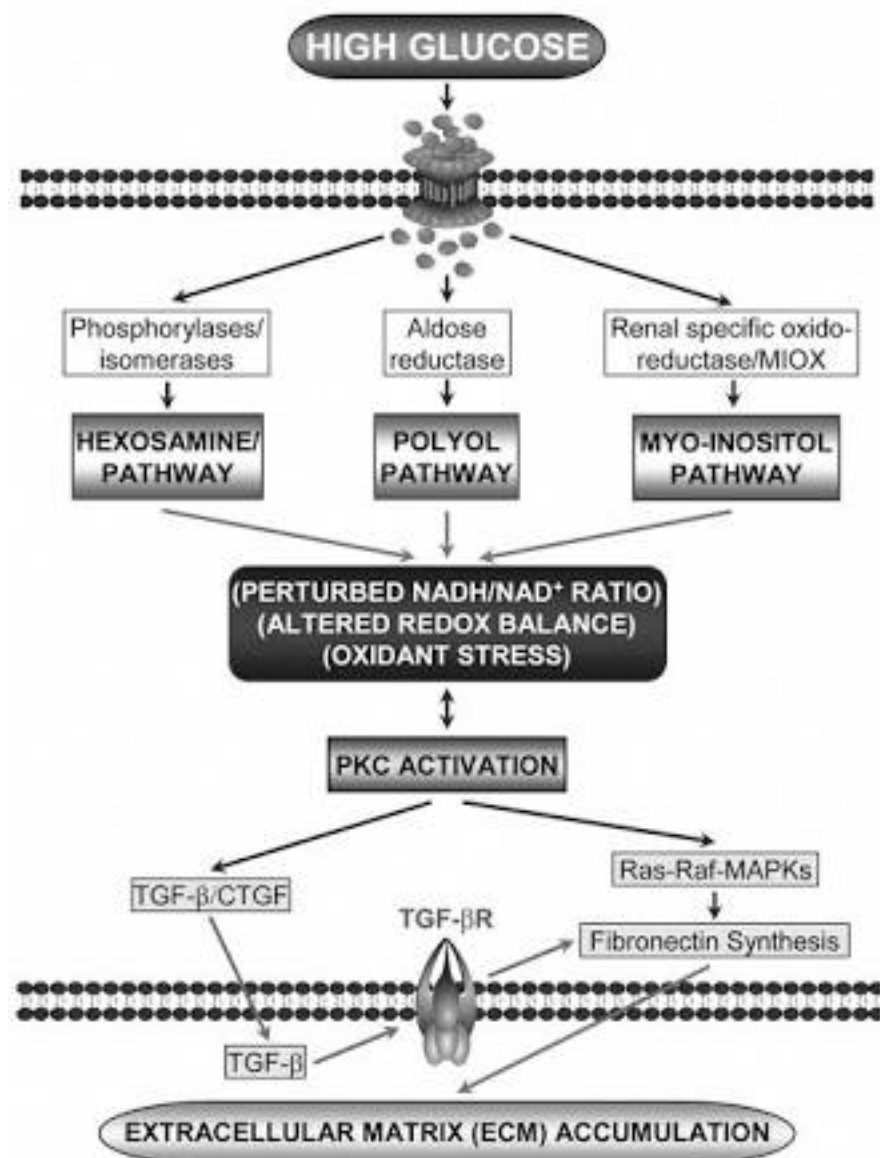 HIGH GLUCOSE
Phosphorylases/
isomerases
Aldose
reductase
Renal specific oxido-
reductase/MIOX
HEXOSAMINE/
PATHWAY
POLYOL
PATHWAY
MYO-INOSITOL
PATHWAY
(PERTURBED NADH/NAD⁺ RATIO)
(ALTERED REDOX BALANCE)
(OXIDANT STRESS)
PKC ACTIVATION
TGF-β/CTGF
Ras-Raf-MAPKs
TGF-βR
Fibronectin Synthesis
TGF-β
EXTRACELLULAR MATRIX (ECM) ACCUMULATION